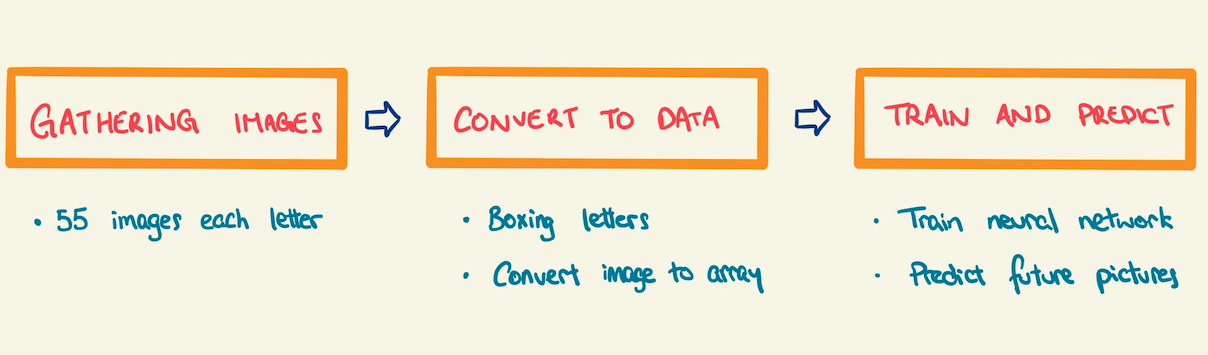 GATHERING IMAGES
• 55 images each letter
CONVERT TO DATA
• Boxing letters
• Convert image to array
TRAIN AND PREDICT
• Train neural network
• Predict future pictures